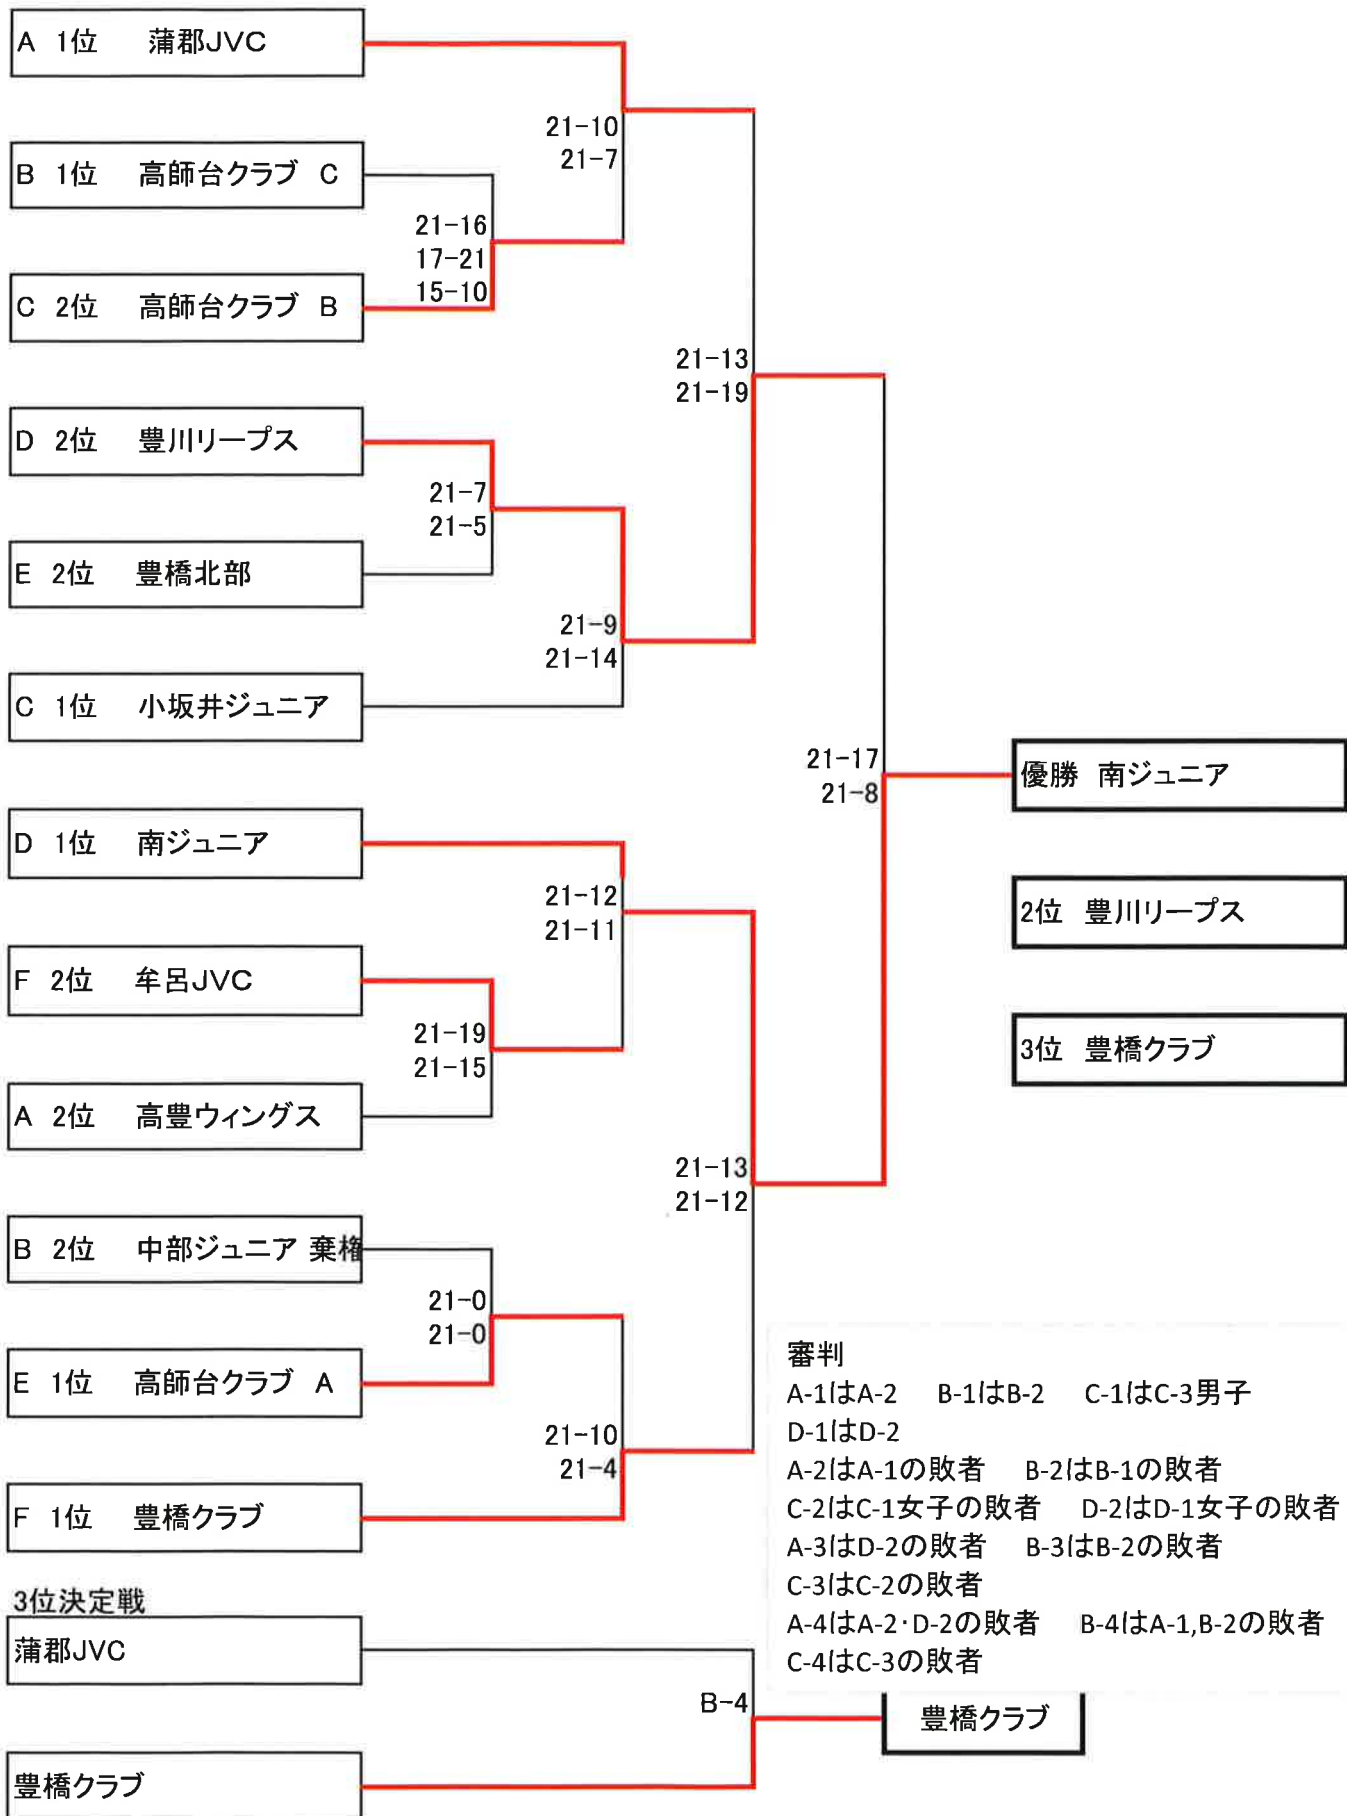 A 1位 蒲郡JVC
21-10
21-7
B 1位 高師台クラブ C
21-16
17-21
15-10
C 2位 高師台クラブ B
21-13
21-19
D 2位 豊川リープス
21-7
21-5
E 2位 豊橋北部
21-9
21-14
C 1位 小坂井ジュニア
21-17
21-8
優勝 南ジュニア
D 1位 南ジュニア
21-12
21-11
2位 豊川リープス
F 2位 牟呂JVC
21-19
21-15
3位 豊橋クラブ
A 2位 高豊ウィングス
21-13
21-12
B 2位 中部ジュニア 棄権
21-0
21-0
E 1位 高師台クラブ A
21-10
21-4
F 1位 豊橋クラブ
審判
A-1はA-2 B-1はB-2 C-1はC-3男子
D-1はD-2
A-2はA-1の敗者 B-2はB-1の敗者
C-2はC-1女子の敗者 D-2はD-1女子の敗者
A-3はD-2の敗者 B-3はB-2の敗者
C-3はC-2の敗者
A-4はA-2・D-2の敗者 B-4はA-1,B-2の敗者
C-4はC-3の敗者
3位決定戦
蒲郡JVC
B-4
豊橋クラブ
豊橋クラブ